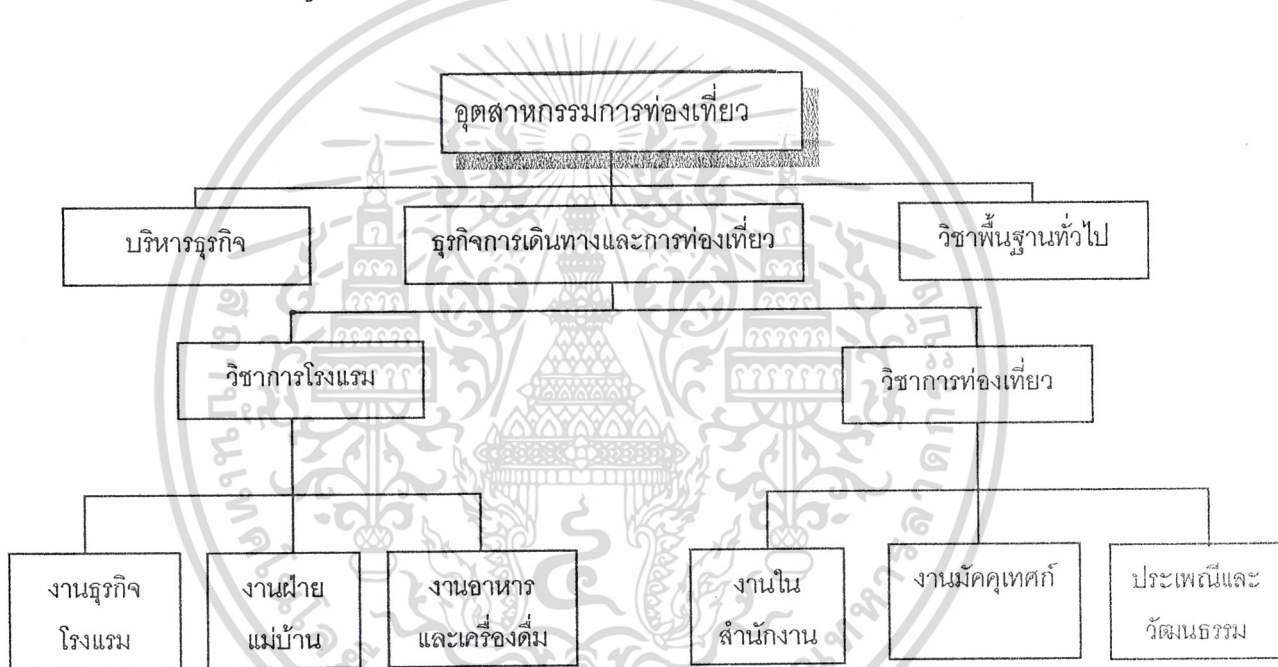 อุตสาหกรรมการท่องเที่ยว
บริหารธุรกิจ
ธุรกิจการเดินทางและการท่องเที่ยว
วิชาพื้นฐานทั่วไป
วิชาการโรงแรม
วิชาการท่องเที่ยว
งานธุรกิจ
โรงแรม
งานฝ่าย
แม่บ้าน
งานอาหาร
และเครื่องดื่ม
งานใน
สำนักงาน
งานมัคคุเทศก์
ประเพณีและ
วัฒนธรรม